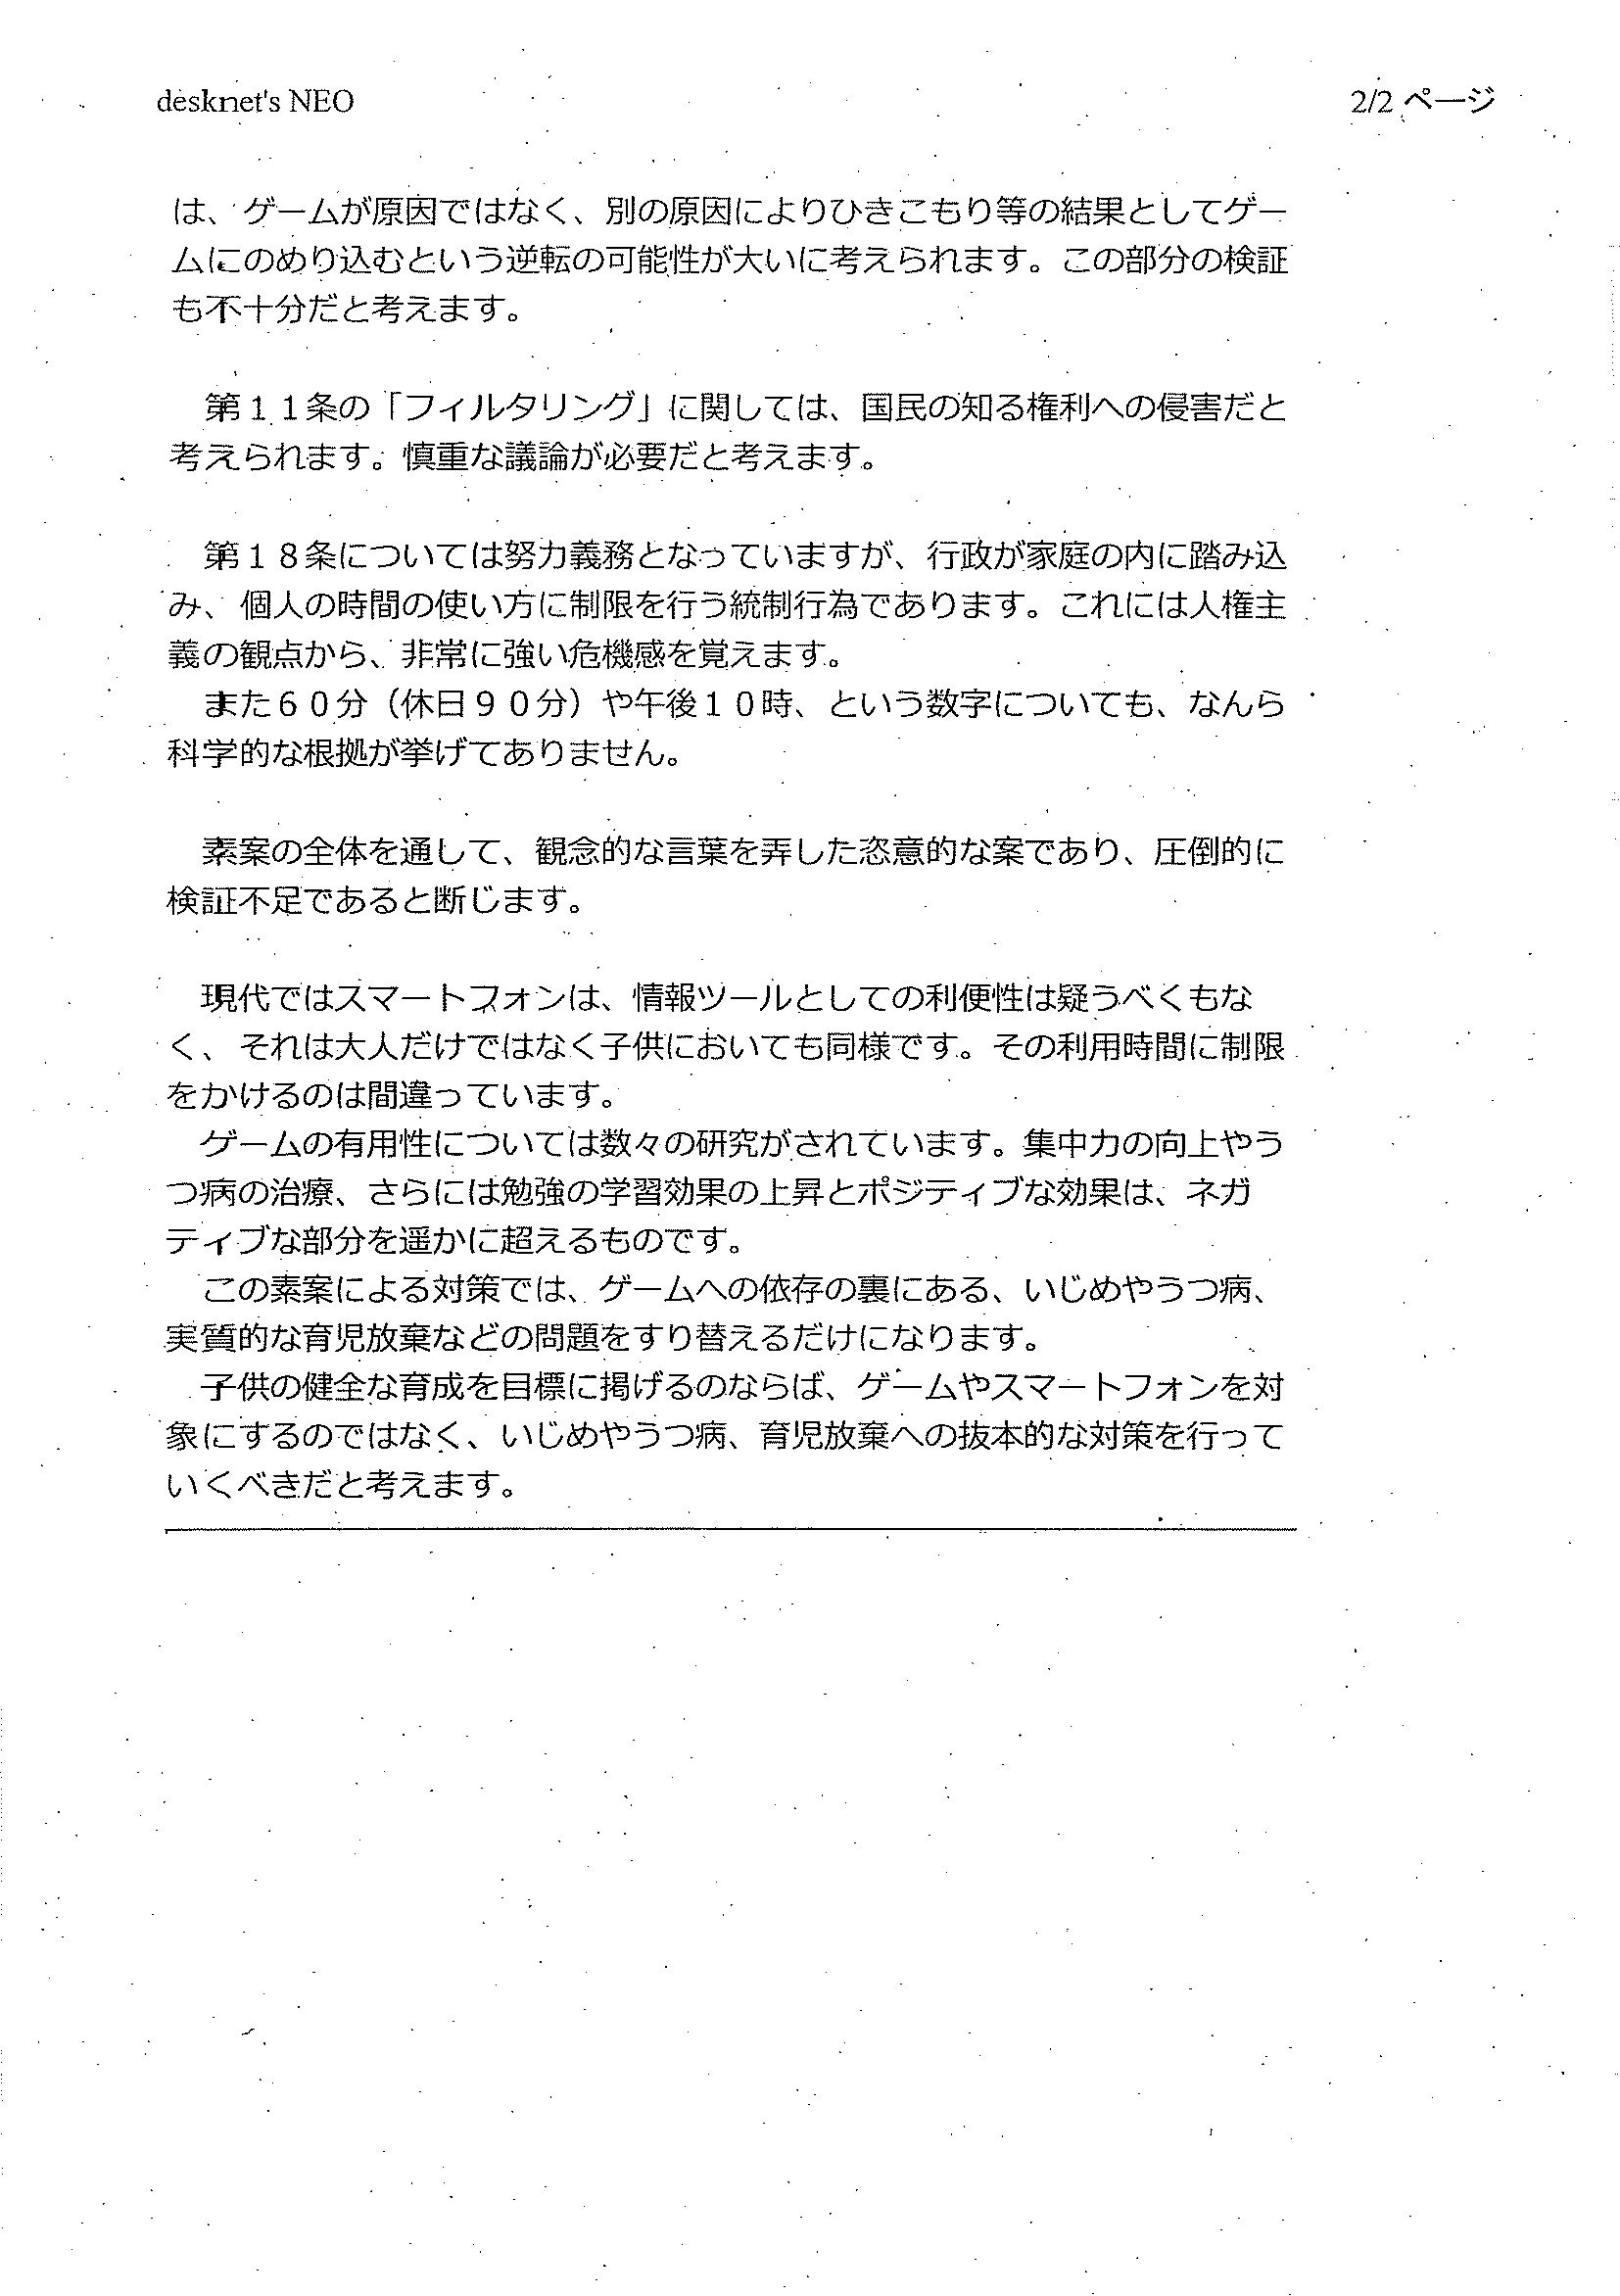 desknet's NEO
2/2 ページ
は、ゲームが原因ではなく、別の原因によりひきこもり等の結果としてゲー
ムにのめり込むという逆転の可能性が大いに考えられます。この部分の検証
も不十分だと考えます。
第１１条の「フィルタリング」に関しては、国民の知る権利への侵害だと
考えられます。慎重な議論が必要だと考えます。
第１８条については努力義務となっていますが、行政が家庭の内に踏み込
み、個人の時間の使い方に制限を行う統制行為であります。これには人権主
義の観点から、非常に強い危機感を覚えます。
また６０分（休日９０分）や午後１０時、という数字についても、なんら
科学的な根拠が挙げてありません。
素案の全体を通して、観念的な言葉を弄した恣意的な案であり、圧倒的に
検証不足であると断じます。
現代ではスマートフォンは、情報ツールとしての利便性は疑うべくもな
く、それは大人だけではなく子供においても同様です。その利用時間に制限
をかけるのは間違っています。
ゲームの有用性については数々の研究がされています。集中力の向上やう
つ病の治療、さらには勉強の学習効果の上昇とポジティブな効果は、ネガ
ティブな部分を遥かに超えるものです。
この素案による対策では、ゲームへの依存の裏にある、いじめやうつ病、
実質的な育児放棄などの問題をすり替えるだけになります。
子供の健全な育成を目標に掲げるのならば、ゲームやスマートフォンを対
象にするのではなく、いじめやうつ病、育児放棄への抜本的な対策を行って
いくべきだと考えます。